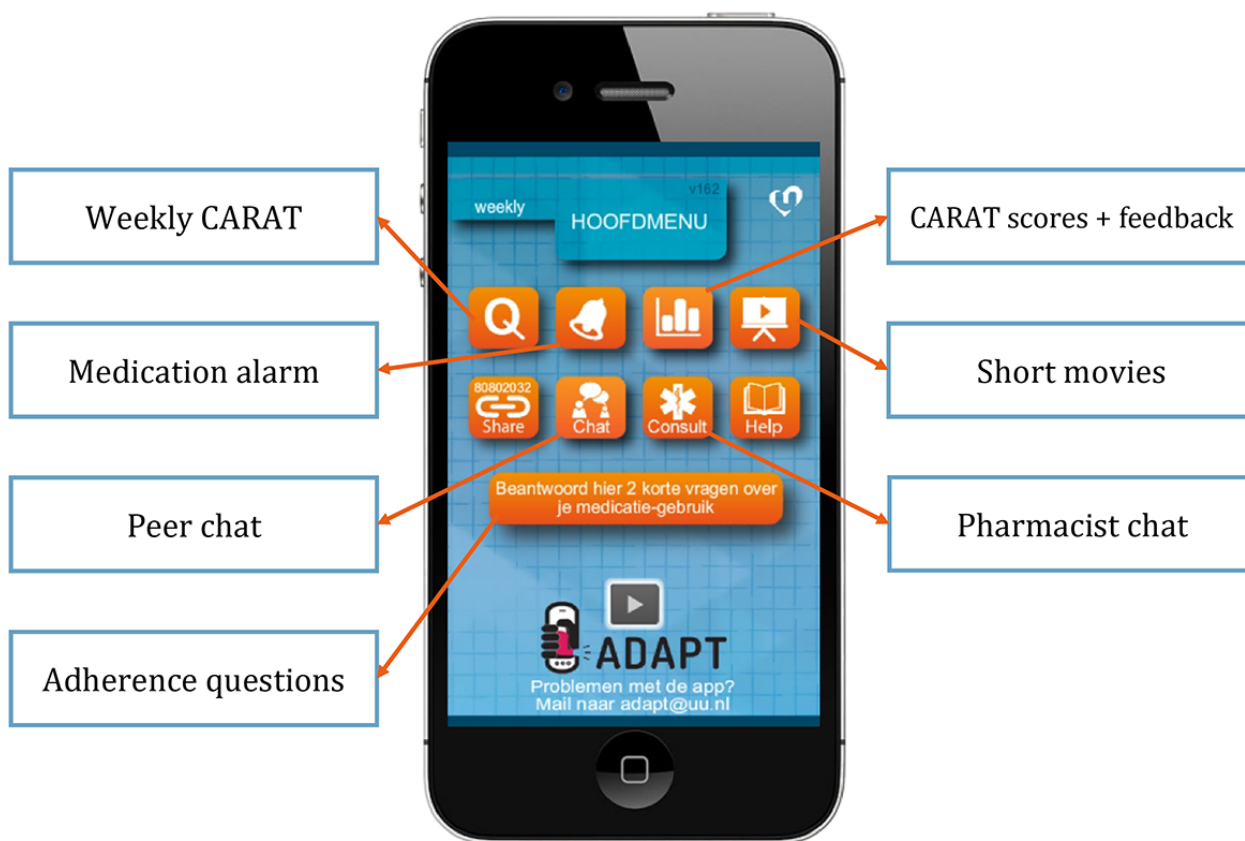 Weekly CARAT
Medication alarm
Peer chat
Adherence questions
weekly
v162
HOOFDMENU
Q
80802032
Share
Chat
Consult
Help
Beantwoord hier 2 korte vragen over
je medicatie-gebruik
ADAPT
Problemen met de app?
Mail naar adapt@uu.nl
CARAT scores + feedback
Short movies
Pharmacist chat